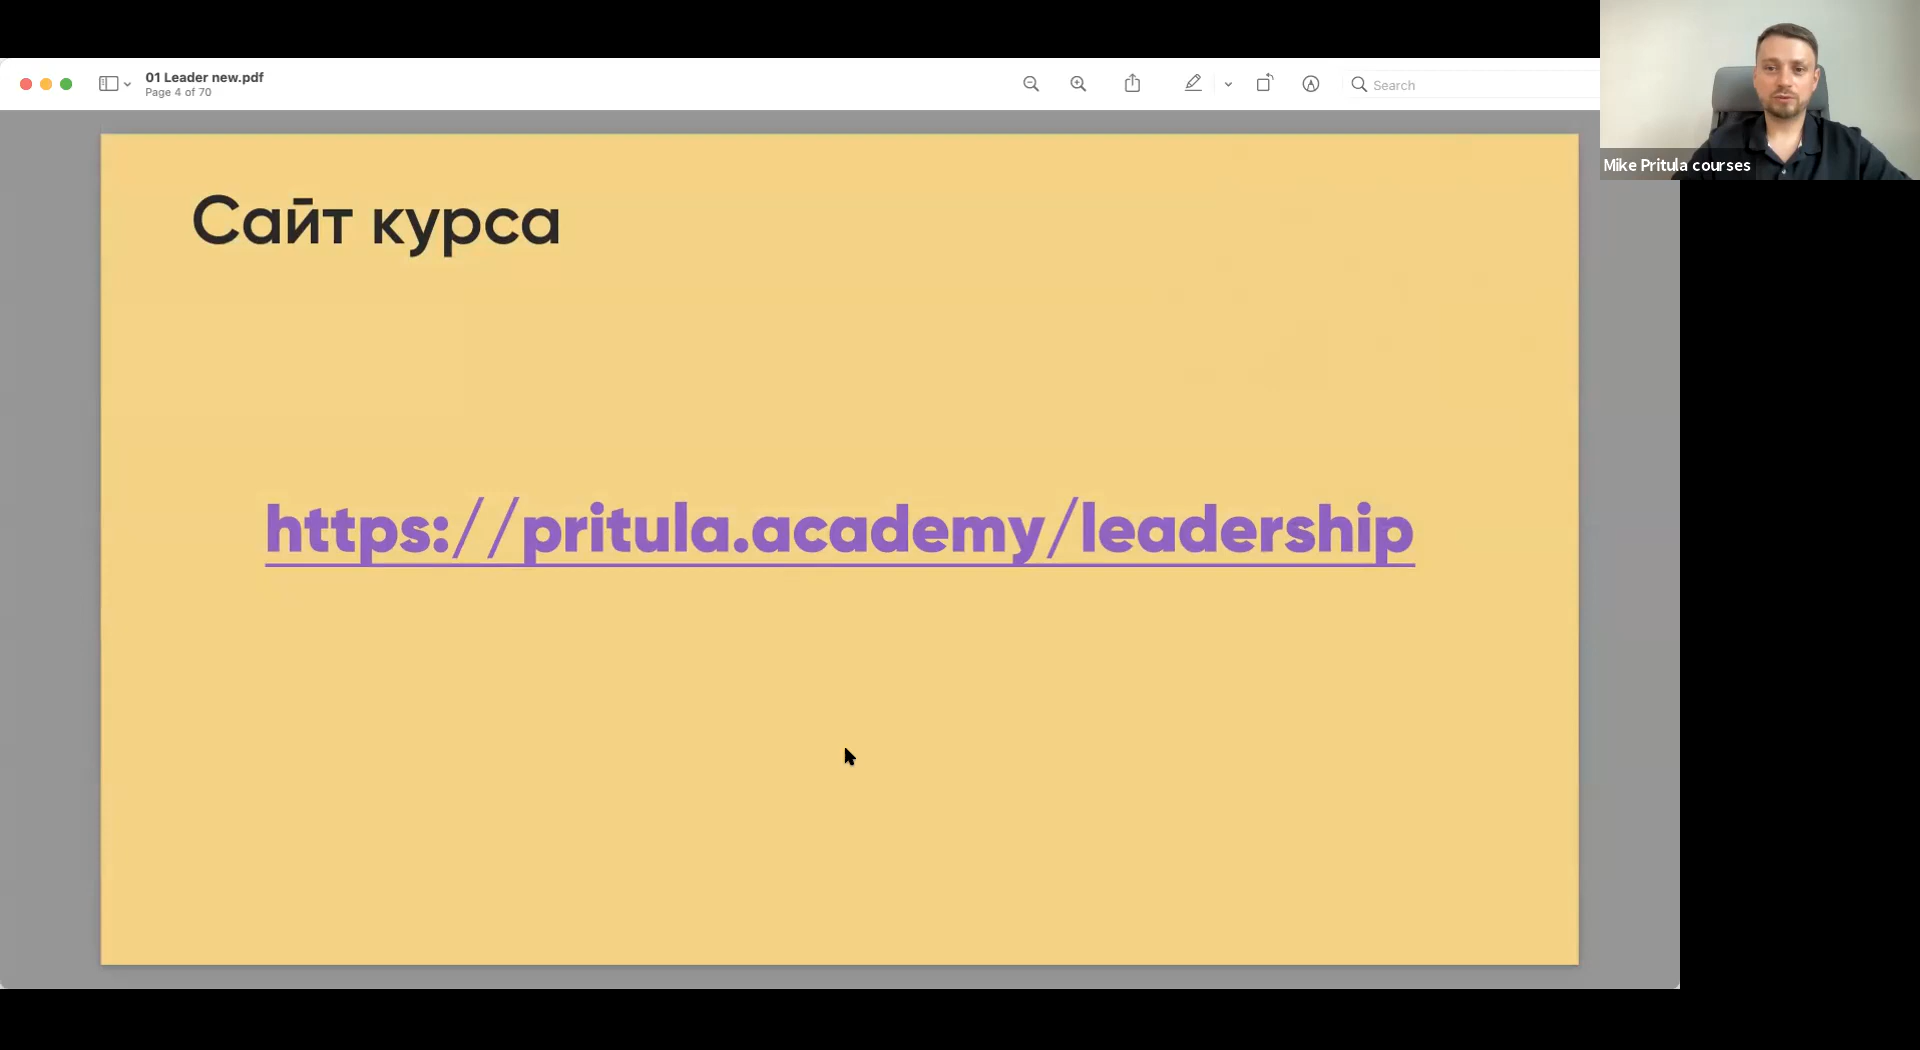 01 Leader new.pdf
Page 4 of 70
Search
Mike Pritula courses
Сайт курса
https://pritula.academy/leadership